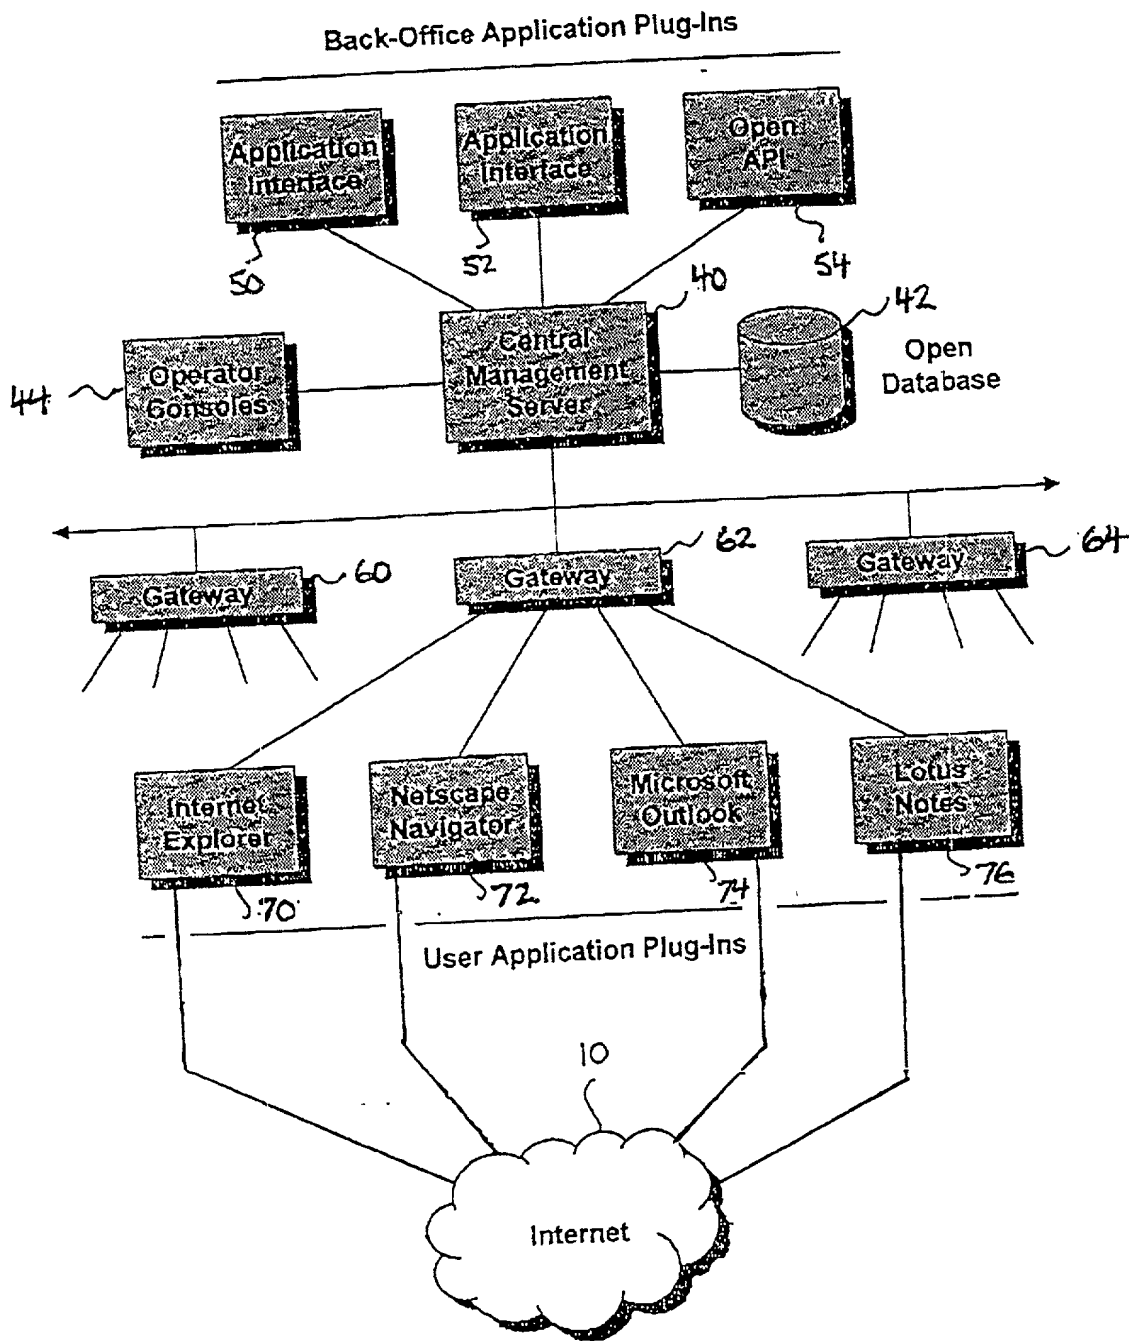 Back-Office Application Plug-Ins
Application
Interface
Application
Interface
Open
API
50
52
54
40
42
44
Operator
Consoles
Central
Management
Server
Open
Database
60
62
64
Gateway
Gateway
Gateway
Internet
Explorer
Netscape
Navigator
Microsoft
Outlook
Lotus
Notes
70
72
74
76
User Application Plug-Ins
10
Internet